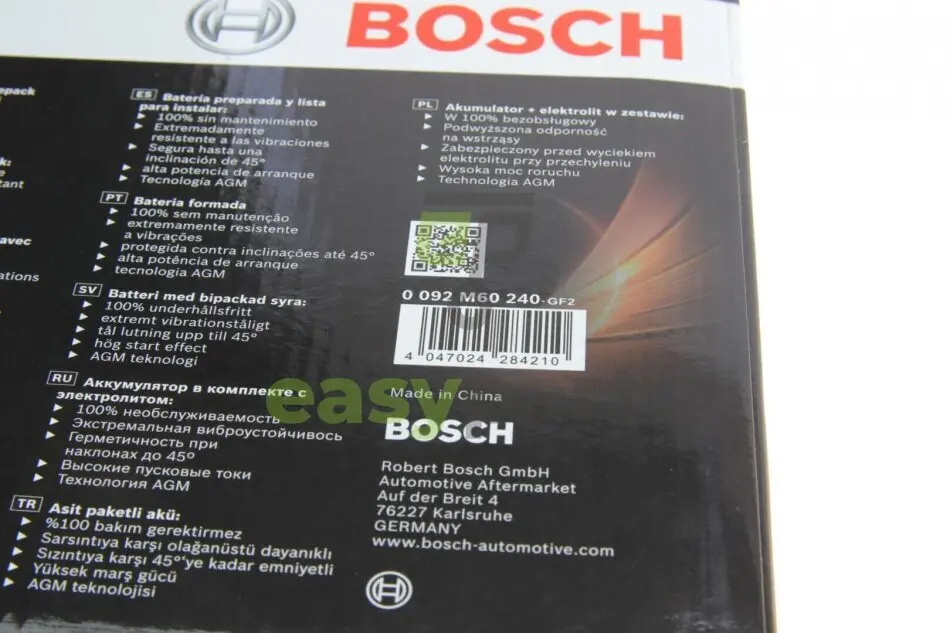 BOSCH
epack
k:
e
tant
avec
ations
ES Batería preparada y lista
para instalar:
► 100% sin mantenimiento
► Extremadamente
resistente a las vibraciones
► Segura hasta una
inclinación de 45°
► alta potencia de arranque
► Tecnología AGM
PT Bateria formada
► 100% sem manutenção
► extremamente resistente
a vibrações
► protegida contra inclinações até 45°
► alta potência de arranque
► tecnologia AGM
SV Batteri med bipackad syra:
► 100% underhållsfritt
► extremt vibrationståligt
► tål lutning upp till 45°
► hög start effect
► AGM teknologi
RU Аккумулятор в комплекте с
электролитом:
► 100% необслуживаемость
► Экстремальная виброустойчивось
► Герметичность при
наклонах до 45°
► Высокие пусковые токи
► Технология AGM
TR Asit paketli akü:
► %100 bakım gerektirmez
► Sarsıntıya karşı olağanüstü dayanıklı
► Sızıntıya karşı 45°'ye kadar emniyetli
► Yüksek marş gücü
► AGM teknolojisi
PL Akumulator + elektrolit w zestawie:
► W 100% bezobsługowy
► Podwyższona odporność
na wstrząsy
► Zabezpieczony przed wyciekiem
elektrolitu przy przechyleniu
► Wysoka moc roruchu
► Technologia AGM
0 092 M60 240-GF2
4 047024 284210
easy
Made in China
BOSCH
Robert Bosch GmbH
Automotive Aftermarket
Auf der Breit 4
76227 Karlsruhe
GERMANY
www.bosch-automotive.com